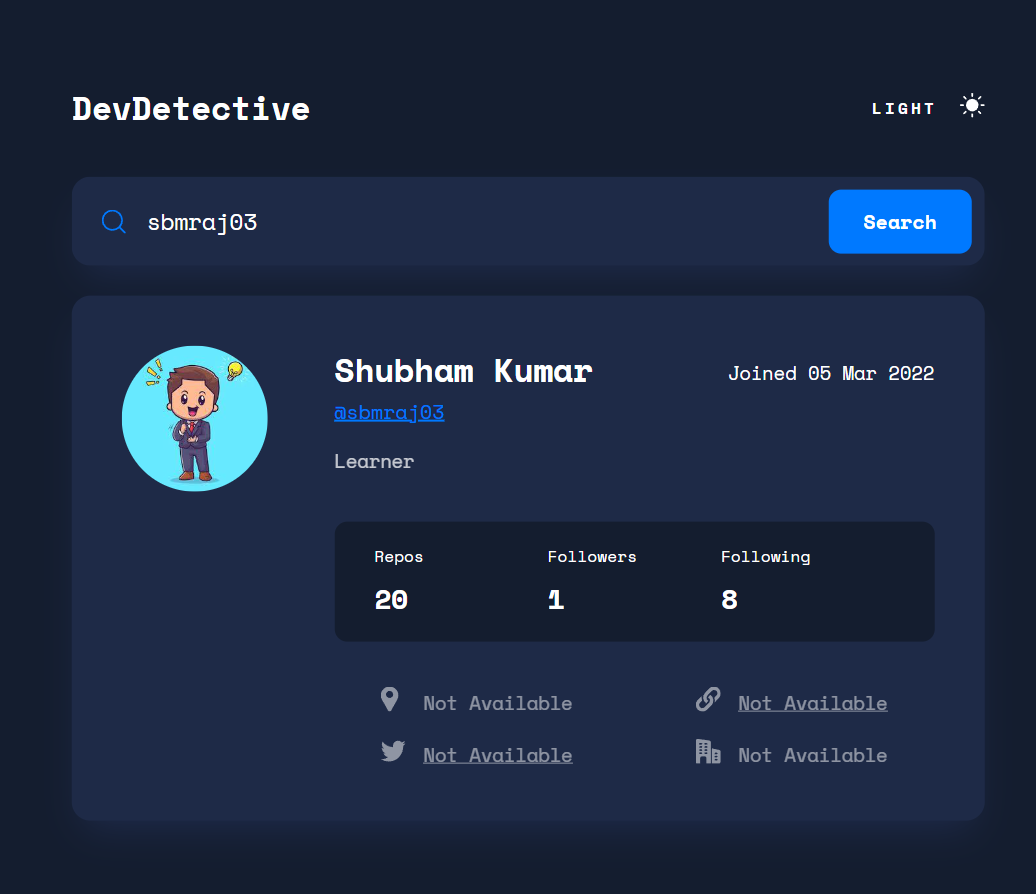 DevDetective
LIGHT
sbmraj03
Search
Shubham Kumar
Joined 05 Mar 2022
@sbmraj03
Learner
Repos Followers Following
20 1 8
Not Available Not Available
Not Available Not Available